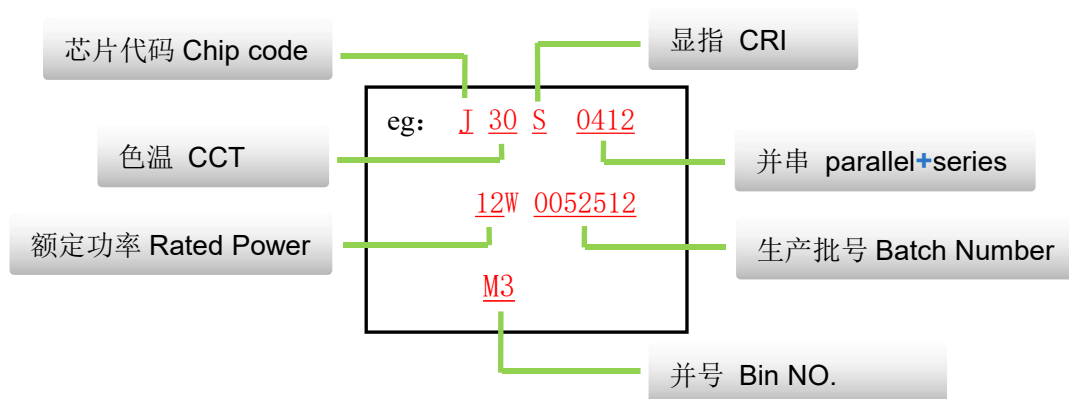 芯片代码 Chip code
显指 CRI
eg: J 30 S 0412
色温 CCT
并串 parallel+series
12W 0052512
额定功率 Rated Power
生产批号 Batch Number
M3
并号 Bin NO.